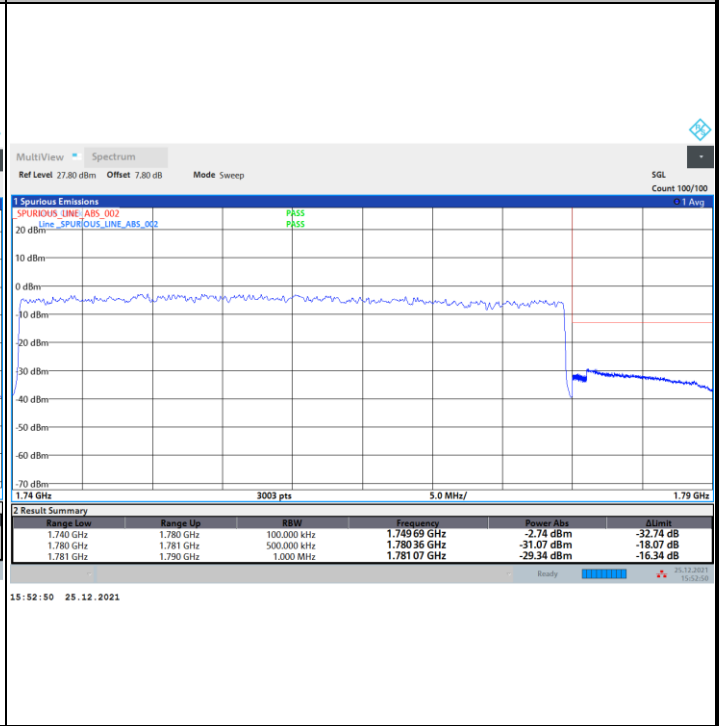 MultiView Spectrum
Ref Level 27.80 dBm Offset 7.80 dB Mode Sweep SGL
Count 100/100
1 Spurious Emissions 1 Avg
_SPURIOUS_LINE_ABS_002 PASS
Line _SPURIOUS_LINE_ABS_002 PASS
20 dBm
10 dBm
0 dBm
-10 dBm
-20 dBm
-30 dBm
-40 dBm
-50 dBm
-60 dBm
-70 dBm
1.74 GHz 3003 pts 5.0 MHz/ 1.79 GHz
2 Result Summary
Range Low Range Up RBW Frequency Power Abs ΔLimit
1.740 GHz 1.780 GHz 100.000 kHz 1.749 69 GHz -2.74 dBm -32.74 dB
1.780 GHz 1.781 GHz 500.000 kHz 1.780 36 GHz -31.07 dBm -18.07 dB
1.781 GHz 1.790 GHz 1.000 MHz 1.781 07 GHz -29.34 dBm -16.34 dB
Ready 25.12.2021
15:52:50
15:52:50 25.12.2021